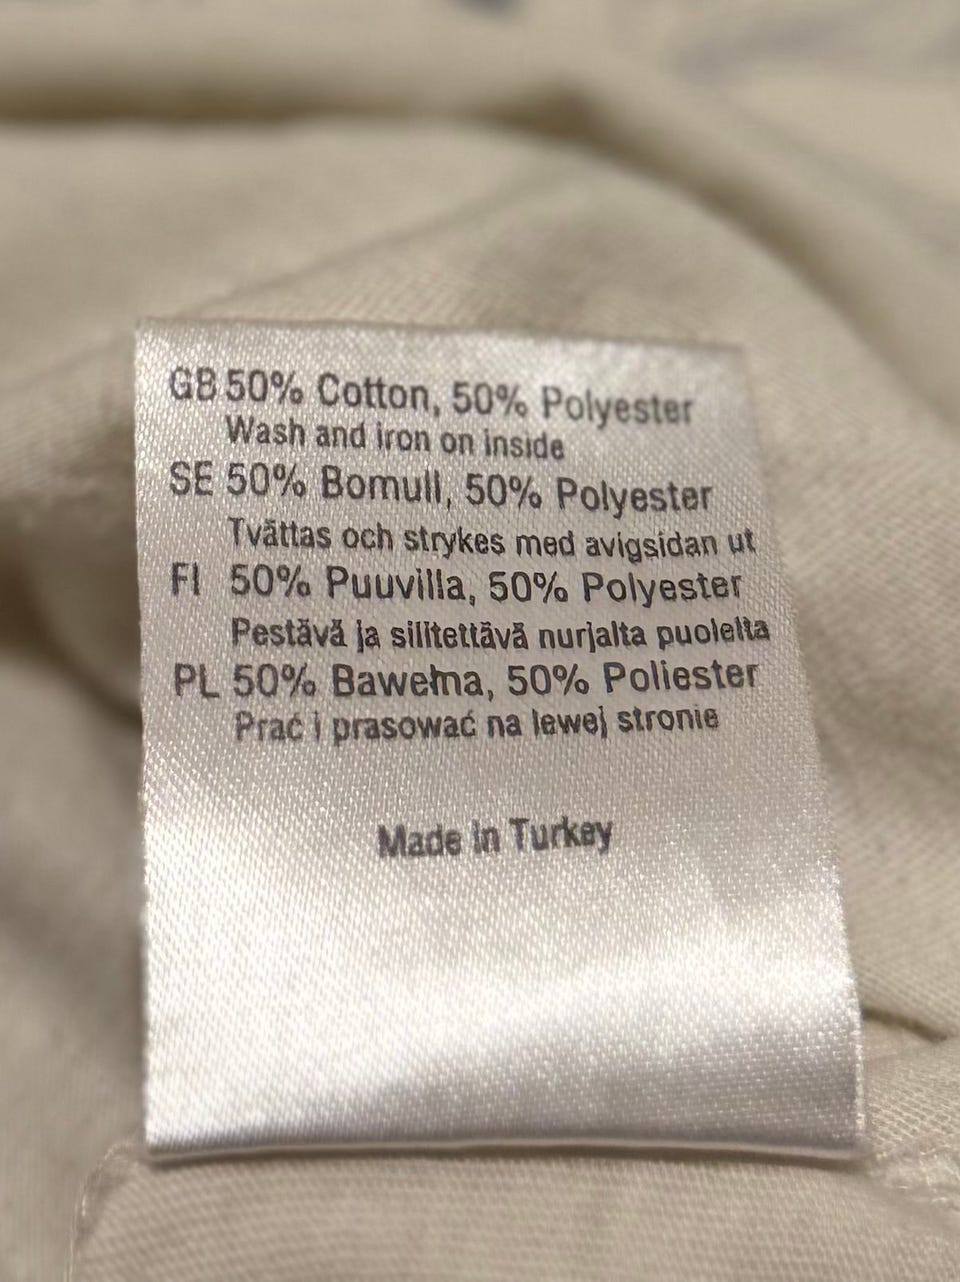 GB 50% Cotton, 50% Polyester
Wash and iron on inside
SE 50% Bomull, 50% Polyester
Tvättas och strykes med avigsidan ut
FI 50% Puuvilla, 50% Polyester
Pestävä ja silitettävä nurjalta puolelta
PL 50% Bawełna, 50% Poliester
Prać i prasować na lewej stronie
Made in Turkey